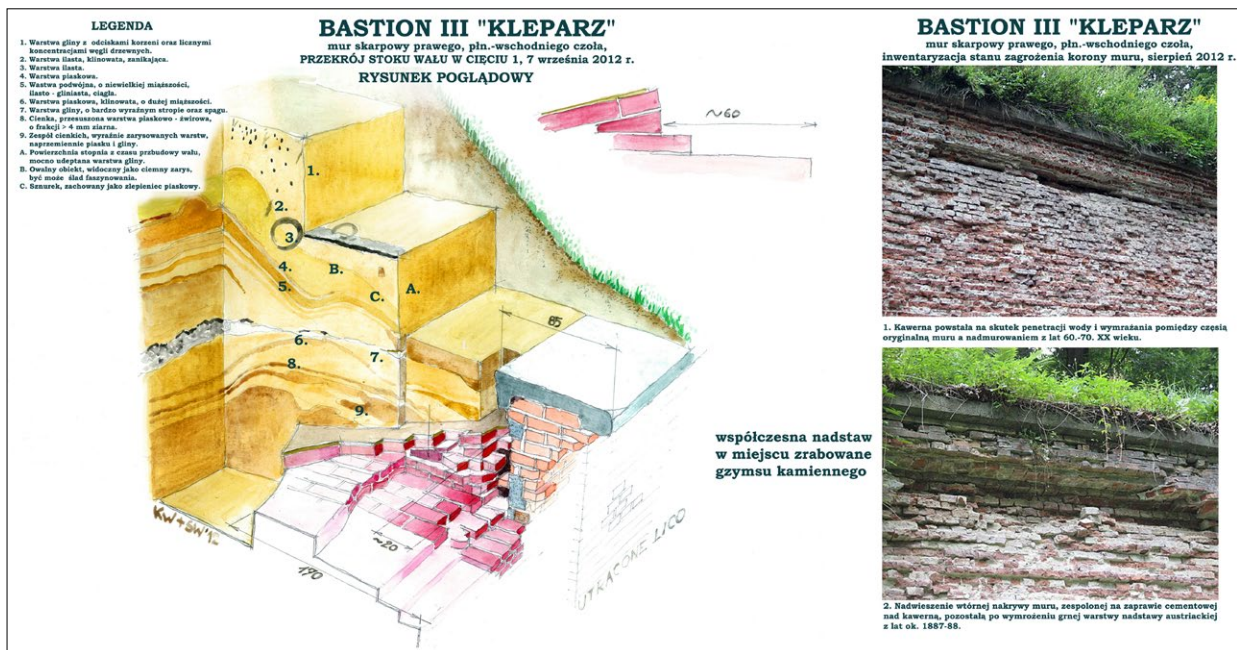 LEGENDA
1. Warstwa gliny z odciskami korzeni oraz licznymi
koncentracjami węgli drzewnych.
2. Warstwa ilasta, klinowata, zanikająca.
3. Warstwa ilasta.
4. Warstwa piaskowa.
5. Wastwa podwójna, o niewielkiej miąższości,
ilasto - gliniasta, ciągła.
6. Warstwa piaskowa, klinowata, o dużej miąższości.
7. Warstwa gliny, o bardzo wyraźnym stropie oraz spągu.
8. Cienka, przesuszona warstwa piaskowo - żwirowa,
o frakcji > 4 mm ziarna.
9. Zespół cienkich, wyraźnie zarysowanych warstw,
naprzemiennie piasku i gliny.
A. Powierzchnia stopnia z czasu przbudowy wału,
mocno udeptana warstwa gliny.
B. Owalny obiekt, widoczny jako ciemny zarys,
być może ślad faszynowania.
C. Sznurek, zachowany jako zlepieniec piaskowy.
BASTION III "KLEPARZ"
mur skarpowy prawego, płn.-wschodniego czoła,
PRZEKRÓJ STOKU WAŁU W CIĘCIU 1, 7 września 2012 r.
RYSUNEK POGLĄDOWY
~60
1.
2.
3.
4.
B.
5.
C.
A.
85
6.
7.
8.
9.
KW+SW'12
190
~20
UTRACONE LICO
współczesna nadstaw
w miejscu zrabowane
gzymsu kamiennego
BASTION III "KLEPARZ"
mur skarpowy prawego, płn.-wschodniego czoła,
inwentaryzacja stanu zagrożenia korony muru, sierpień 2012 r.
1. Kawerna powstała na skutek penetracji wody i wymrażania pomiędzy częsią
oryginalną muru a nadmurowaniem z lat 60.-70. XX wieku.
2. Nadwieszenie wtórnej nakrywy muru, zespolonej na zaprawie cementowej
nad kawerną, pozostałą po wymrożeniu grnej warstwy nadstawy austriackiej
z lat ok. 1887-88.